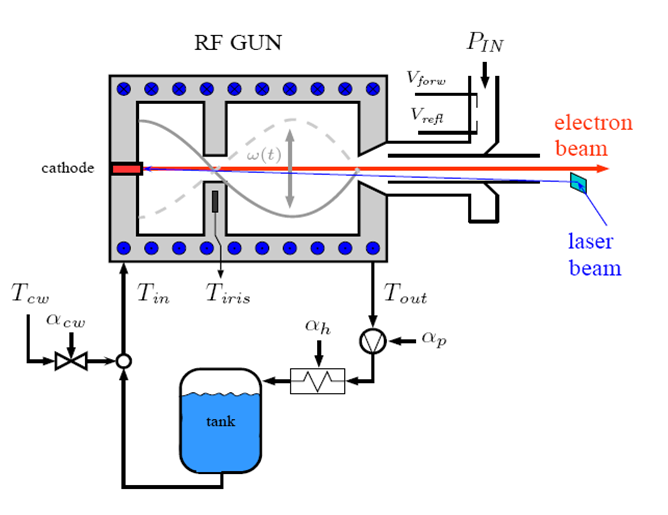 RF GUN
P_IN
V_forw
V_refl
electron
beam
ω(t)
cathode
laser
beam
T_cw
α_cw
T_in
T_iris
T_out
α_h
α_p
tank